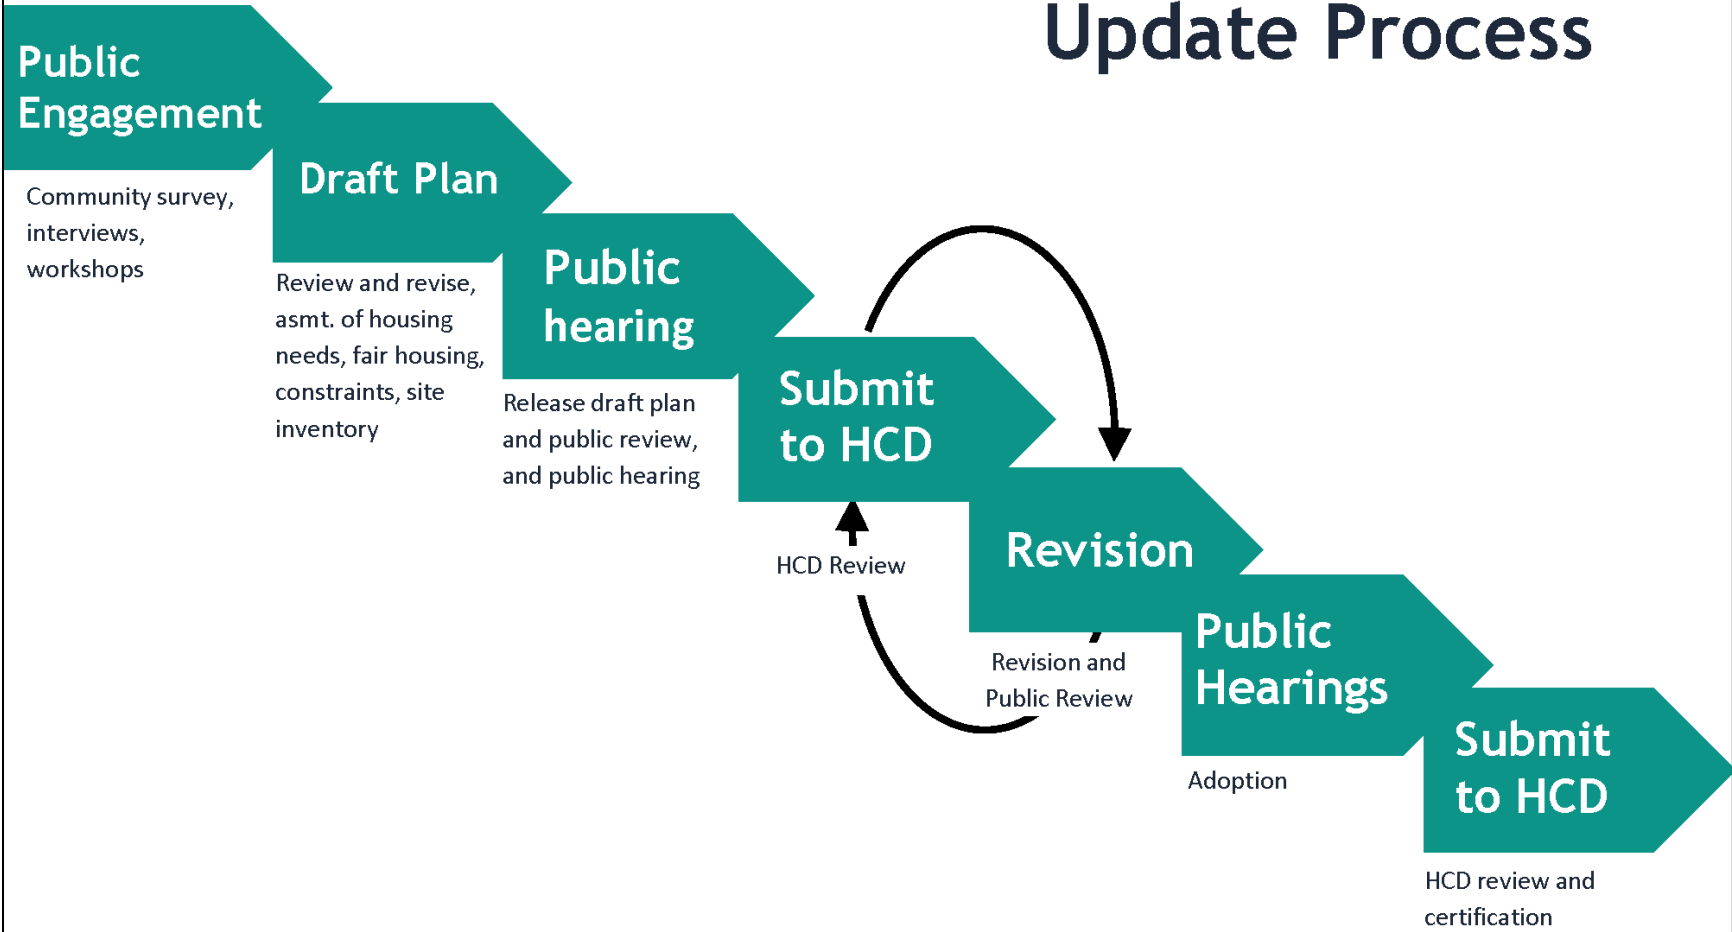 Update Process
Public
Engagement
Community survey,
interviews,
workshops
Draft Plan
Review and revise,
asmt. of housing
needs, fair housing,
constraints, site
inventory
Public
hearing
Release draft plan
and public review,
and public hearing
Submit
to HCD
HCD Review
Revision
Revision and
Public Review
Public
Hearings
Adoption
Submit
to HCD
HCD review and
certification